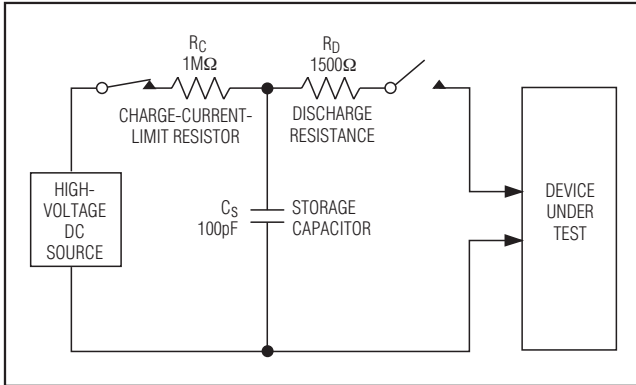 R_C
1MΩ
CHARGE-CURRENT-
LIMIT RESISTOR
R_D
1500Ω
DISCHARGE
RESISTANCE
HIGH-
VOLTAGE
DC
SOURCE
C_S
100pF
STORAGE
CAPACITOR
DEVICE
UNDER
TEST